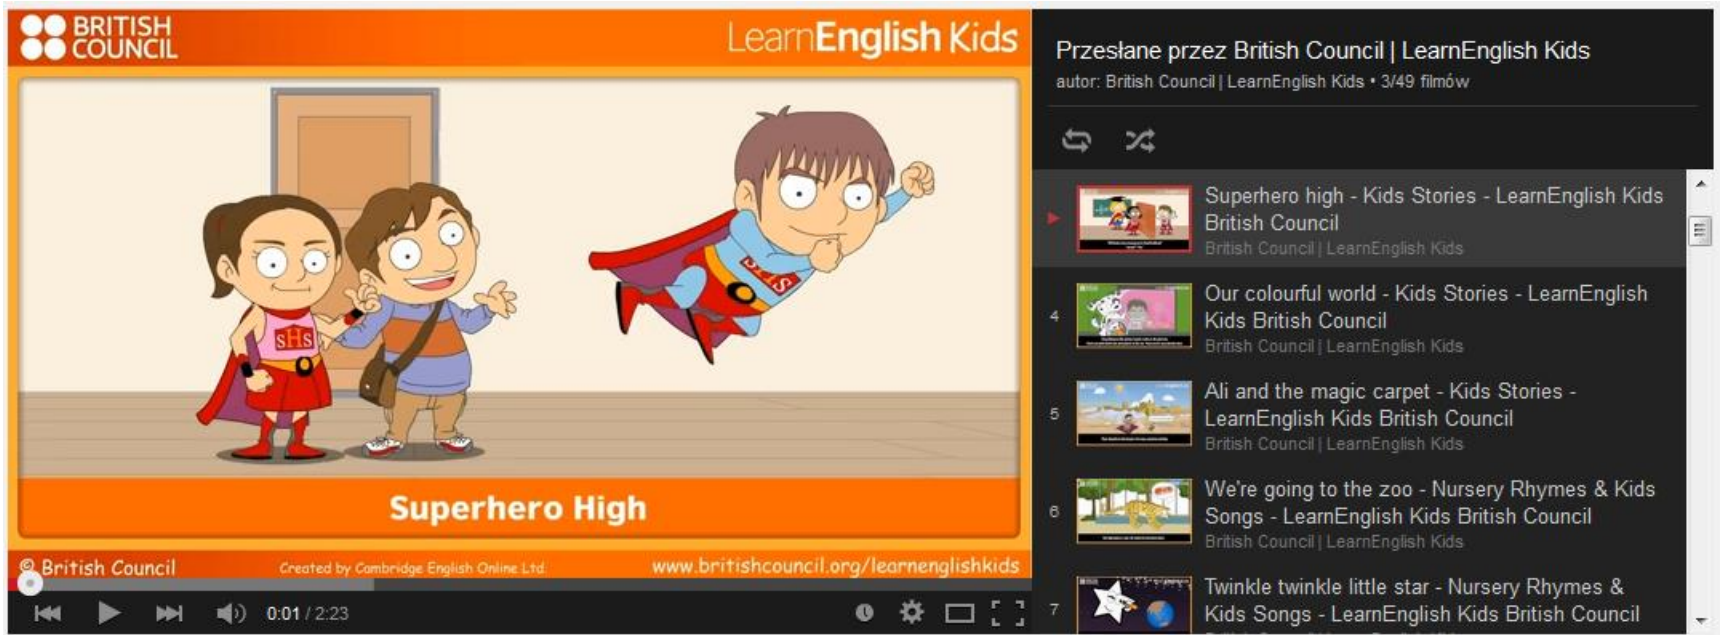 BRITISH
COUNCIL
LearnEnglish Kids
SHS
SHS
Superhero High
© British Council
Created by Cambridge English Online Ltd
www.britishcouncil.org/learnenglishkids
0:01 / 2:23
Przesłane przez British Council | LearnEnglish Kids
autor: British Council | LearnEnglish Kids • 3/49 filmów
Superhero high - Kids Stories - LearnEnglish Kids
British Council
British Council | LearnEnglish Kids
4
Our colourful world - Kids Stories - LearnEnglish
Kids British Council
British Council | LearnEnglish Kids
5
Ali and the magic carpet - Kids Stories -
LearnEnglish Kids British Council
British Council | LearnEnglish Kids
6
We're going to the zoo - Nursery Rhymes & Kids
Songs - LearnEnglish Kids British Council
British Council | LearnEnglish Kids
7
Twinkle twinkle little star - Nursery Rhymes &
Kids Songs - LearnEnglish Kids British Council